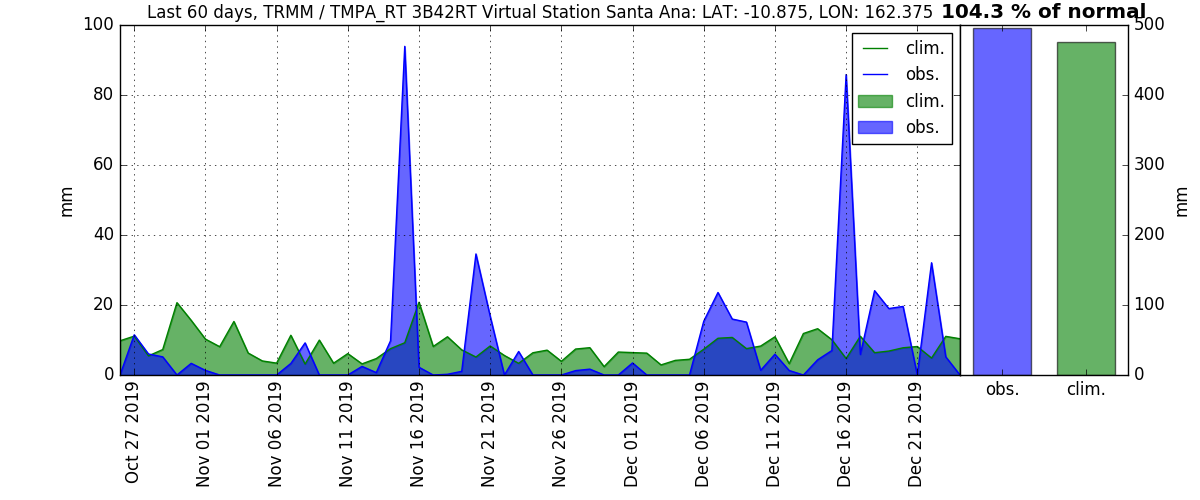 Last 60 days, TRMM / TMPA_RT 3B42RT Virtual Station Santa Ana: LAT: -10.875, LON: 162.375 104.3 % of normal
100
80
60
40
20
0
mm
clim.
obs.
clim.
obs.
500
400
300
200
100
0
mm
obs.
clim.
Oct 27 2019
Nov 01 2019
Nov 06 2019
Nov 11 2019
Nov 16 2019
Nov 21 2019
Nov 26 2019
Dec 01 2019
Dec 06 2019
Dec 11 2019
Dec 16 2019
Dec 21 2019